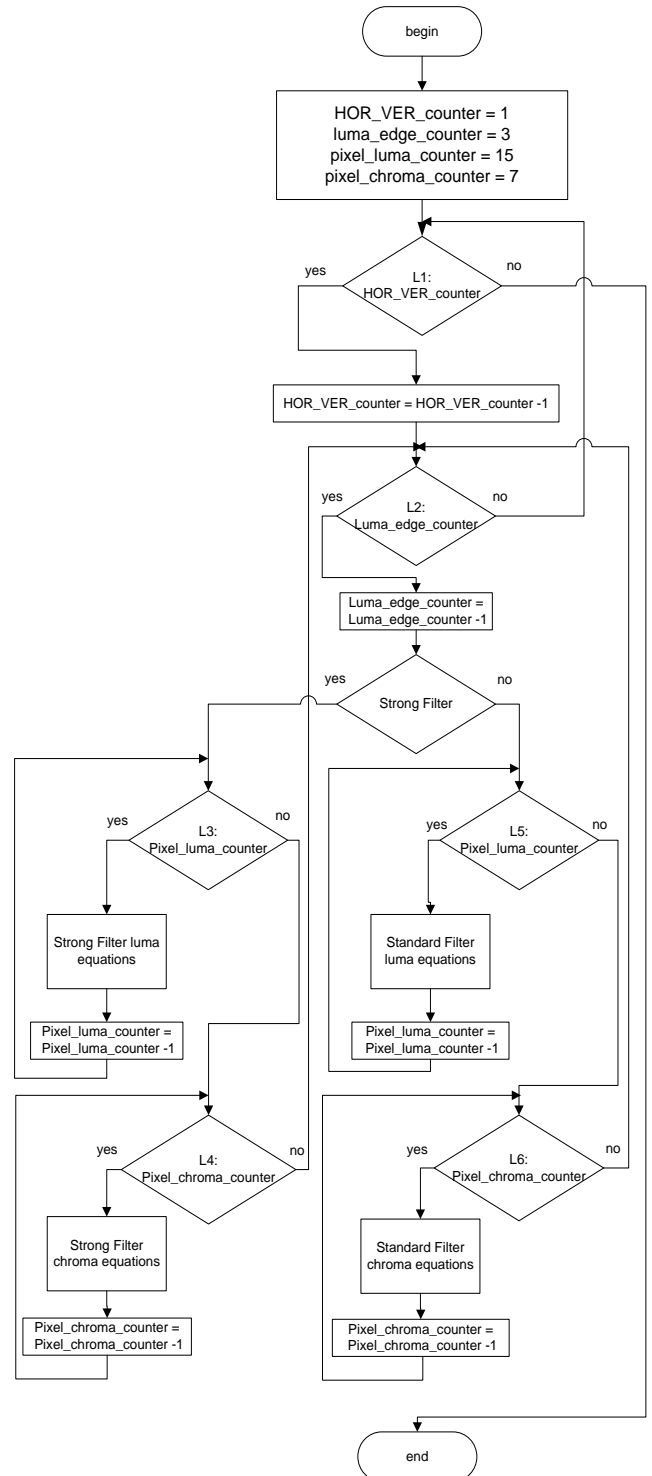 begin
HOR_VER_counter = 1
luma_edge_counter = 3
pixel_luma_counter = 15
pixel_chroma_counter = 7
yes
L1:
HOR_VER_counter
no
HOR_VER_counter = HOR_VER_counter -1
yes
L2:
Luma_edge_counter
no
Luma_edge_counter =
Luma_edge_counter -1
yes
Strong Filter
no
yes
L3:
Pixel_luma_counter
no
Strong Filter luma
equations
Pixel_luma_counter =
Pixel_luma_counter -1
yes
L5:
Pixel_luma_counter
no
Standard Filter
luma equations
Pixel_luma_counter =
Pixel_luma_counter -1
yes
L4:
Pixel_chroma_counter
no
Strong Filter
chroma equations
Pixel_chroma_counter =
Pixel_chroma_counter -1
yes
L6:
Pixel_chroma_counter
no
Standard Filter
chroma equations
Pixel_chroma_counter =
Pixel_chroma_counter -1
end